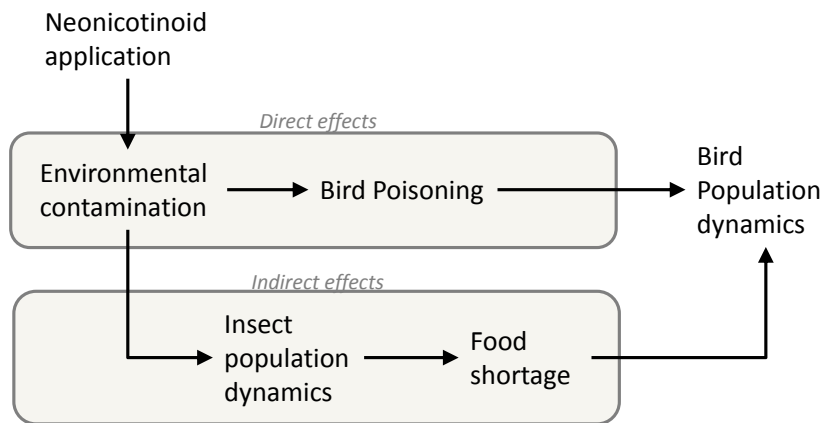 Neonicotinoid
application
Direct effects
Environmental
contamination
Bird Poisoning
Bird
Population
dynamics
Indirect effects
Insect
population
dynamics
Food
shortage